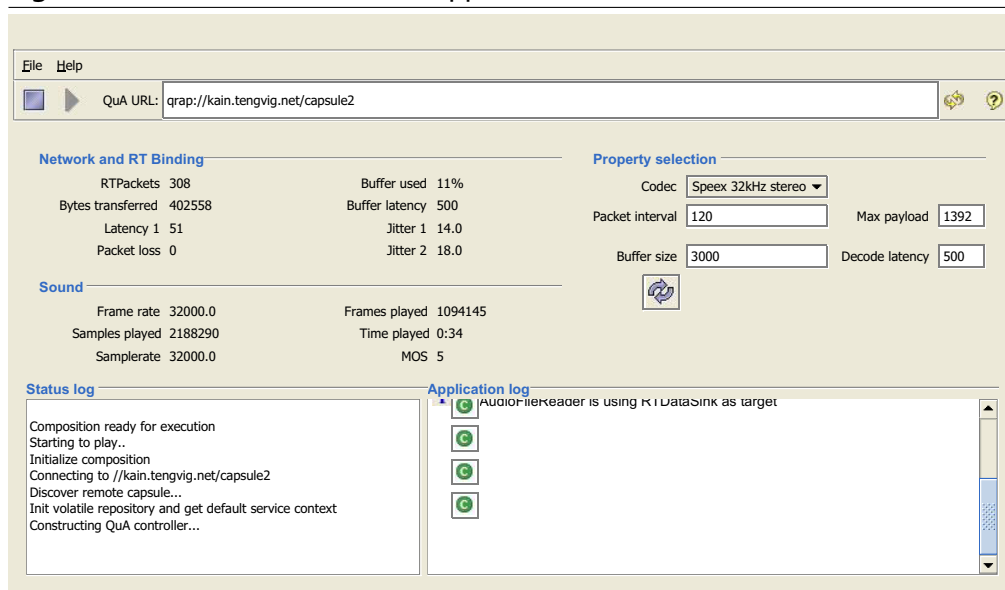 File Help
QuA URL: qrap://kain.tengvig.net/capsule2
Network and RT Binding
RTPackets 308 Buffer used 11%
Bytes transferred 402558 Buffer latency 500
Latency 1 51 Jitter 1 14.0
Packet loss 0 Jitter 2 18.0
Sound
Frame rate 32000.0 Frames played 1094145
Samples played 2188290 Time played 0:34
Samplerate 32000.0 MOS 5
Property selection
Codec Speex 32kHz stereo
Packet interval 120 Max payload 1392
Buffer size 3000 Decode latency 500
Status log
Composition ready for execution
Starting to play..
Initialize composition
Connecting to //kain.tengvig.net/capsule2
Discover remote capsule...
Init volatile repository and get default service context
Constructing QuA controller...
Application log
AudioFileReader is using RTDataSink as target
C
C
C
C